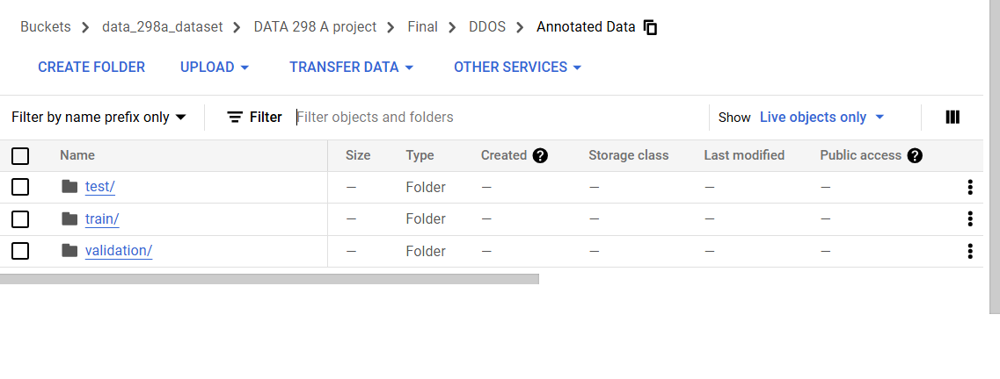 Buckets > data_298a_dataset > DATA 298 A project > Final > DDOS > Annotated Data
CREATE FOLDER UPLOAD TRANSFER DATA OTHER SERVICES
Filter by name prefix only Filter Filter objects and folders Show Live objects only
Name Size Type Created ? Storage class Last modified Public access ?
test/ — Folder — — — —
train/ — Folder — — — —
validation/ — Folder — — — —